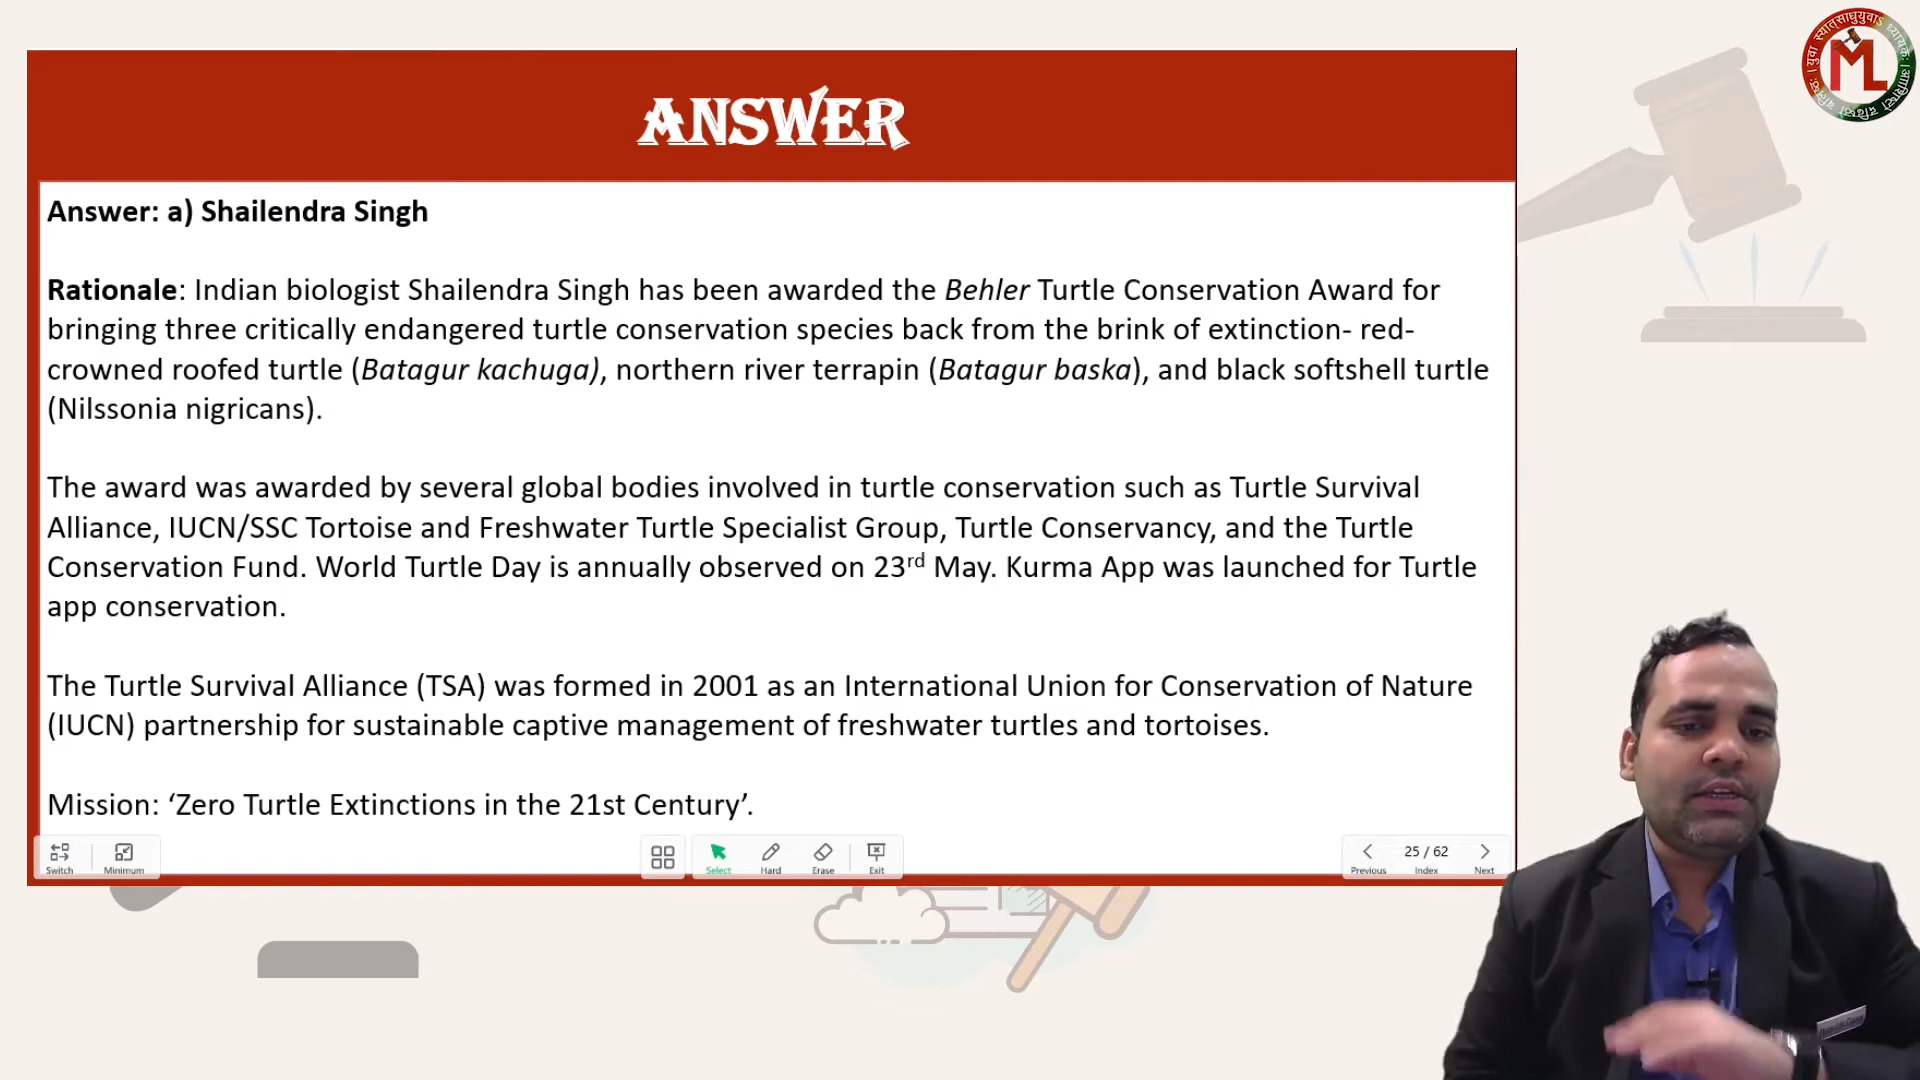 ANSWER
Answer: a) Shailendra Singh
Rationale: Indian biologist Shailendra Singh has been awarded the Behler Turtle Conservation Award for
bringing three critically endangered turtle conservation species back from the brink of extinction- red-
crowned roofed turtle (Batagur kachuga), northern river terrapin (Batagur baska), and black softshell turtle
(Nilssonia nigricans).
The award was awarded by several global bodies involved in turtle conservation such as Turtle Survival
Alliance, IUCN/SSC Tortoise and Freshwater Turtle Specialist Group, Turtle Conservancy, and the Turtle
Conservation Fund. World Turtle Day is annually observed on 23rd May. Kurma App was launched for Turtle
app conservation.
The Turtle Survival Alliance (TSA) was formed in 2001 as an International Union for Conservation of Nature
(IUCN) partnership for sustainable captive management of freshwater turtles and tortoises.
Mission: ‘Zero Turtle Extinctions in the 21st Century’.
Switch Minimum Select Hard Erase Exit
25 / 62
Previous Index Next
ML